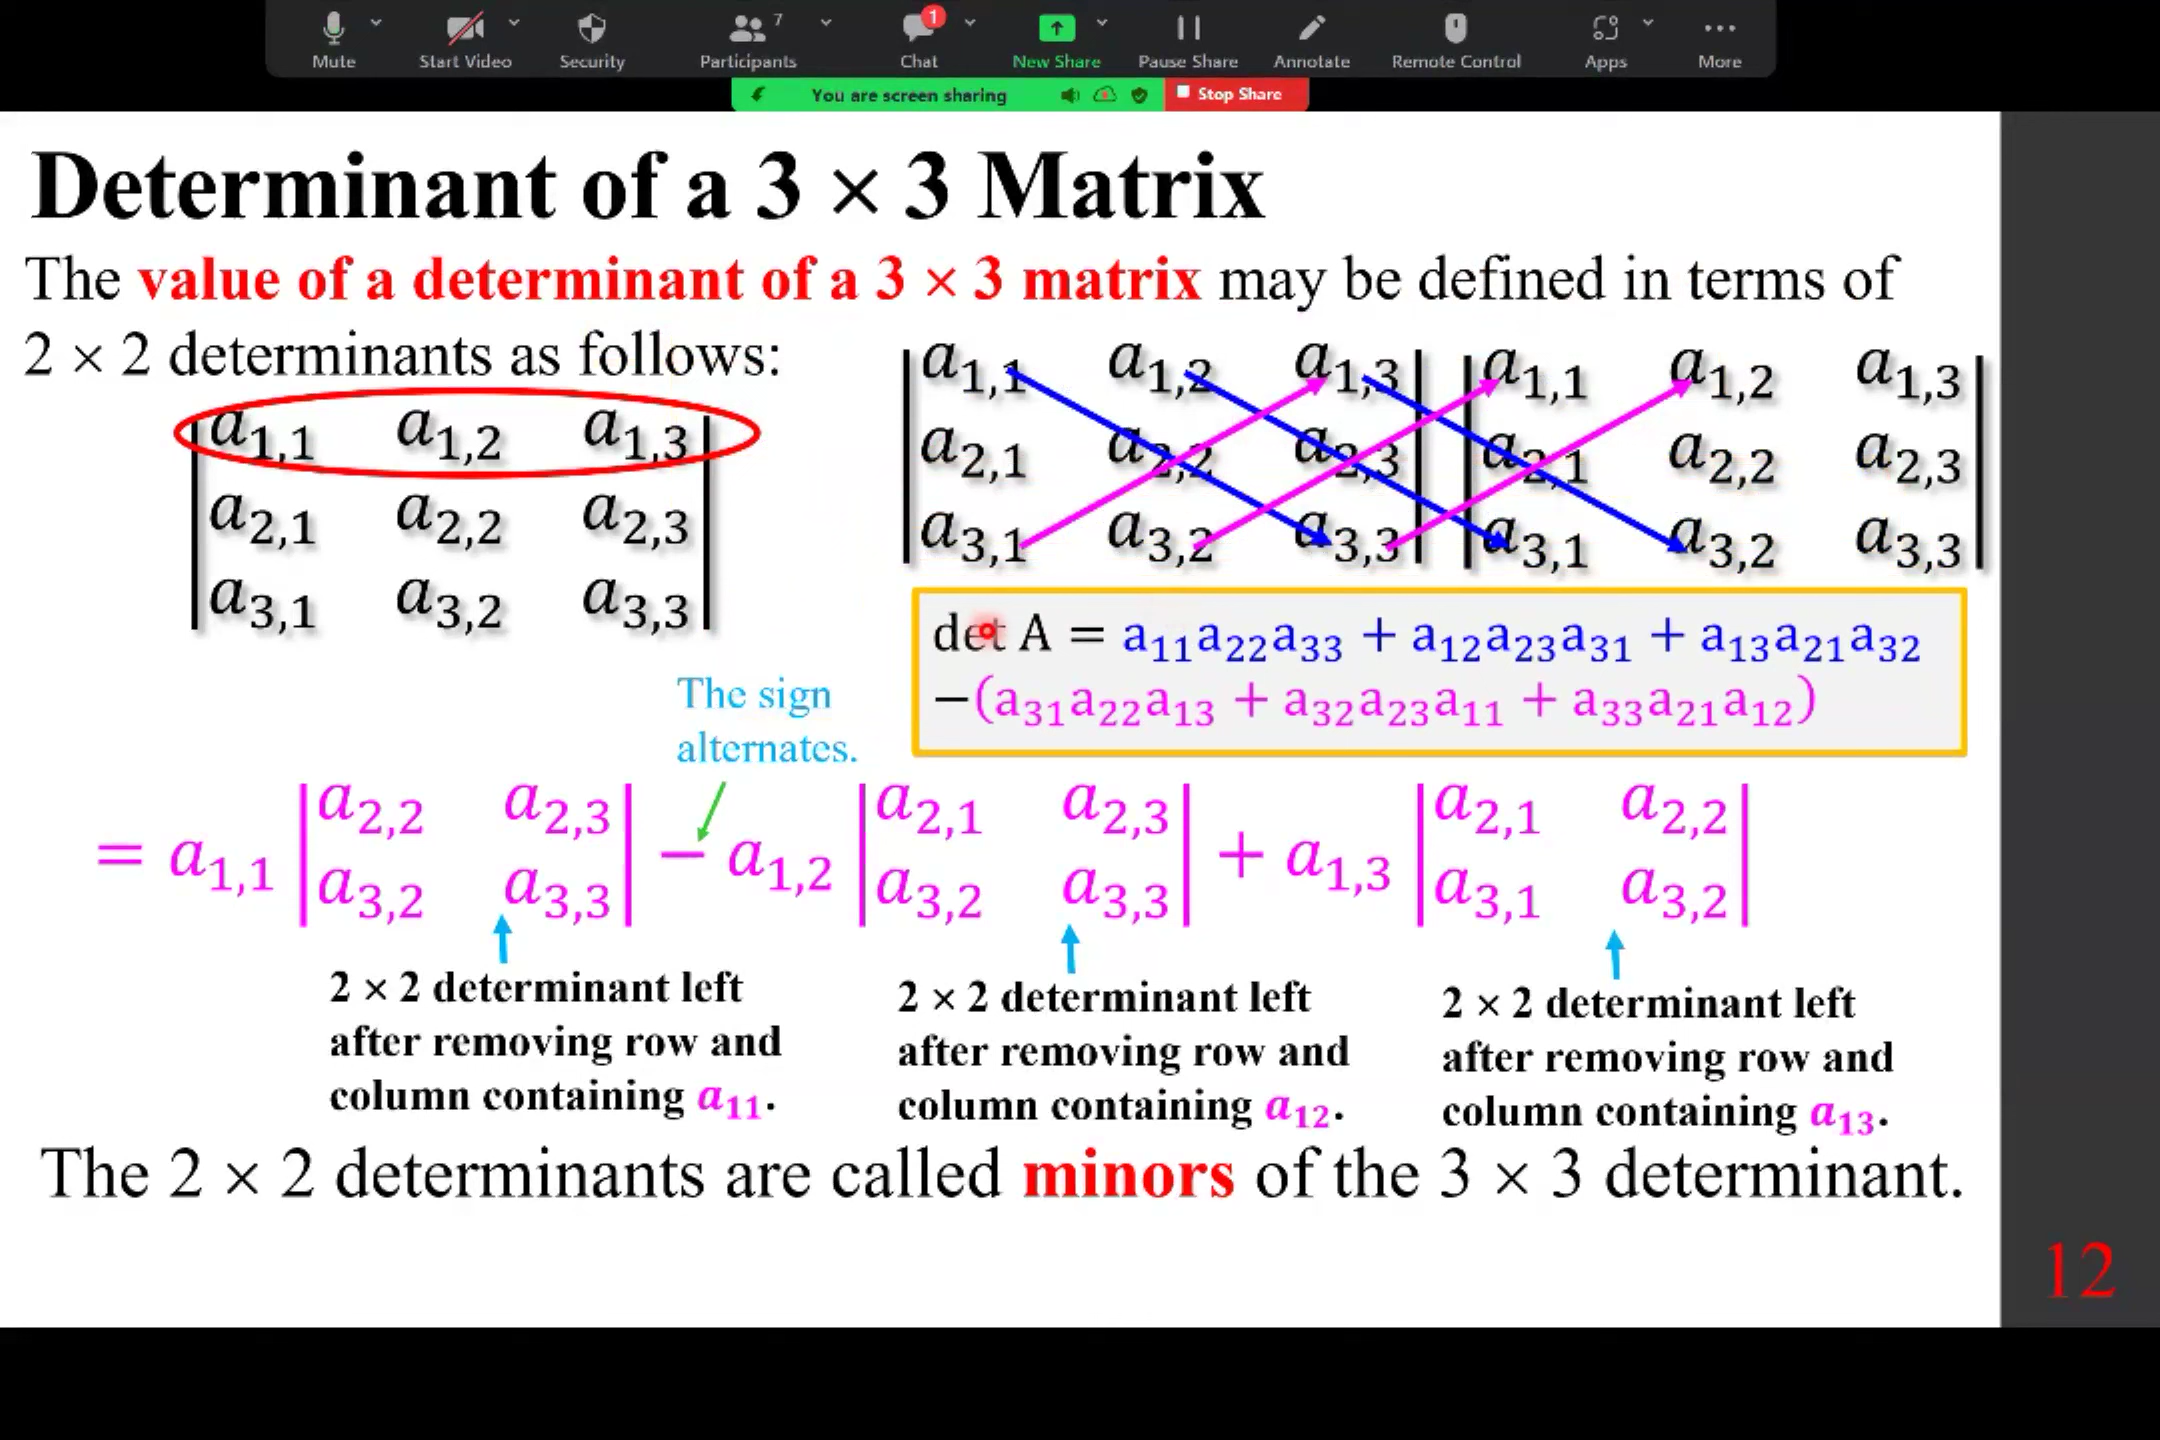 Mute
Start Video
Security
Participants
7
Chat
1
New Share
Pause Share
Annotate
Remote Control
Apps
More
You are screen sharing
Stop Share
Determinant of a 3 × 3 Matrix
The value of a determinant of a 3 × 3 matrix may be defined in terms of
2 × 2 determinants as follows:
a1,1 a1,2 a1,3
a2,1 a2,2 a2,3
a3,1 a3,2 a3,3
a1,1 a1,2 a1,3 a1,1 a1,2 a1,3
a2,1 a2,2 a2,3 a2,1 a2,2 a2,3
a3,1 a3,2 a3,3 a3,1 a3,2 a3,3
det A = a11a22a33 + a12a23a31 + a13a21a32
−(a31a22a13 + a32a23a11 + a33a21a12)
The sign
alternates.
= a1,1 |a2,2 a2,3| − a1,2 |a2,1 a2,3| + a1,3 |a2,1 a2,2|
|a3,2 a3,3| |a3,2 a3,3| |a3,1 a3,2|
2 × 2 determinant left
after removing row and
column containing a11.
2 × 2 determinant left
after removing row and
column containing a12.
2 × 2 determinant left
after removing row and
column containing a13.
The 2 × 2 determinants are called minors of the 3 × 3 determinant.
12